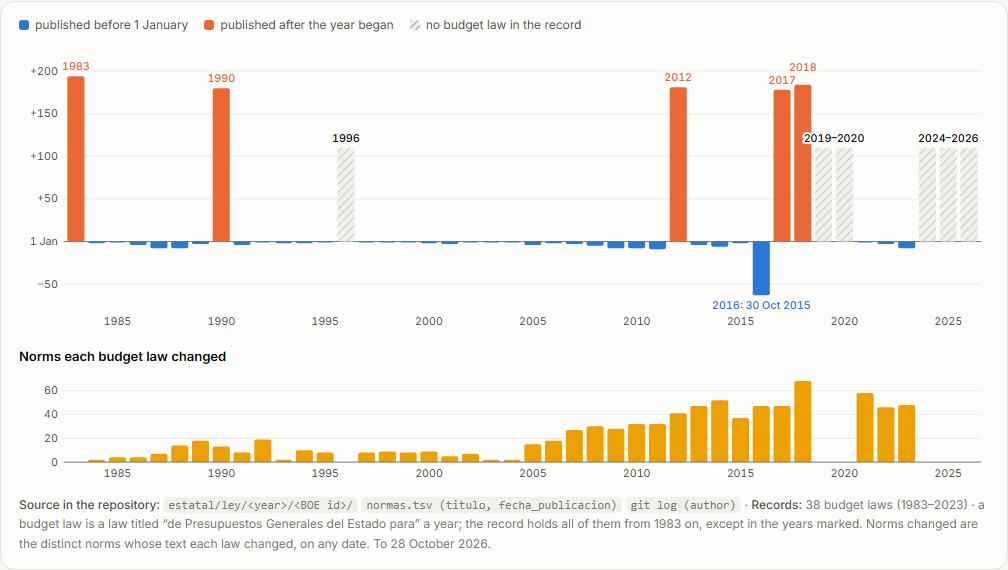 published before 1 January published after the year began no budget law in the record
+200
+150
+100
+50
1 Jan
−50
1983
1990
1996
2012
2017
2018
2019–2020
2024–2026
2016: 30 Oct 2015
1985 1990 1995 2000 2005 2010 2015 2020 2025
Norms each budget law changed
60
40
20
0
1985 1990 1995 2000 2005 2010 2015 2020 2025
Source in the repository: estatal/ley/<year>/<BOE id>/ normas.tsv (titulo, fecha_publicacion) git log (author) · Records: 38 budget laws (1983–2023) · a
budget law is a law titled “de Presupuestos Generales del Estado para” a year; the record holds all of them from 1983 on, except in the years marked. Norms changed are
the distinct norms whose text each law changed, on any date. To 28 October 2026.